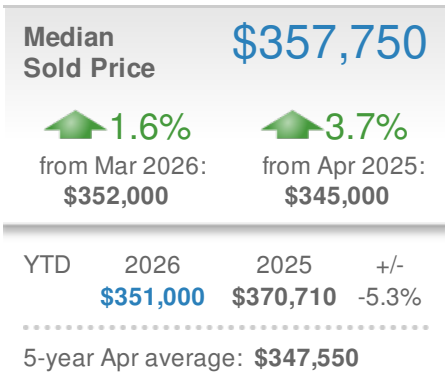 Median
Sold Price
$357,750
1.6%
from Mar 2026:
$352,000
3.7%
from Apr 2025:
$345,000
YTD 2026 2025 +/-
$351,000 $370,710 -5.3%
5-year Apr average: $347,550